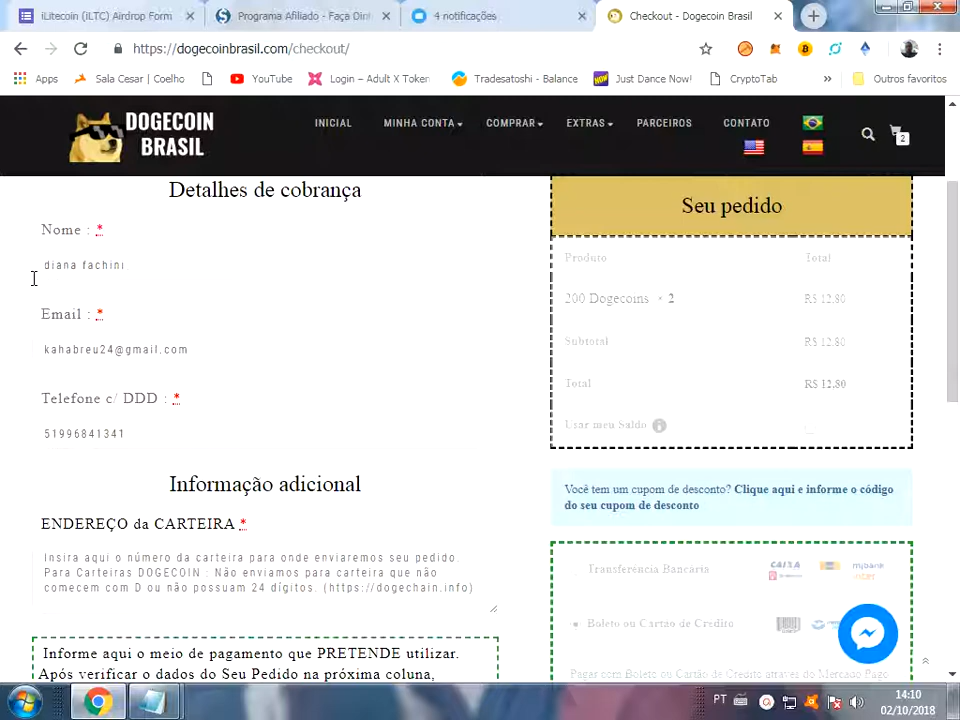 iLitecoin (iLTC) Airdrop Form
Programa Afiliado - Faça Din
4 notificações
Checkout - Dogecoin Brasil
https://dogecoinbrasil.com/checkout/
Apps
Sala Cesar | Coelho
YouTube
Login – Adult X Token
Tradesatoshi - Balance
Just Dance Now!
CryptoTab
»
Outros favoritos
DOGECOIN
BRASIL
INICIAL
MINHA CONTA
COMPRAR
EXTRAS
PARCEIROS
CONTATO
2
Detalhes de cobrança
Nome : *
diana fachini
Email : *
kahabreu24@gmail.com
Telefone c/ DDD : *
51996841341
Informação adicional
ENDEREÇO da CARTEIRA *
Insira aqui o número da carteira para onde enviaremos seu pedido.
Para Carteiras DOGECOIN : Não enviamos para carteira que não
comecem com D ou não possuam 24 dígitos. (https://dogechain.info)
Informe aqui o meio de pagamento que PRETENDE utilizar.
Após verificar o dados do Seu Pedido na próxima coluna,
Seu pedido
Produto Total
200 Dogecoins × 2 R$ 12.80
Subtotal R$ 12.80
Total R$ 12.80
Usar meu Saldo
Você tem um cupom de desconto? Clique aqui e informe o código
do seu cupom de desconto
Transferência Bancária
CAIXA
mybank
inter
Boleto ou Cartão de Crédito
Pagar com Boleto ou Cartão de Crédito através do Mercado Pago
PT
14:10
02/10/2018